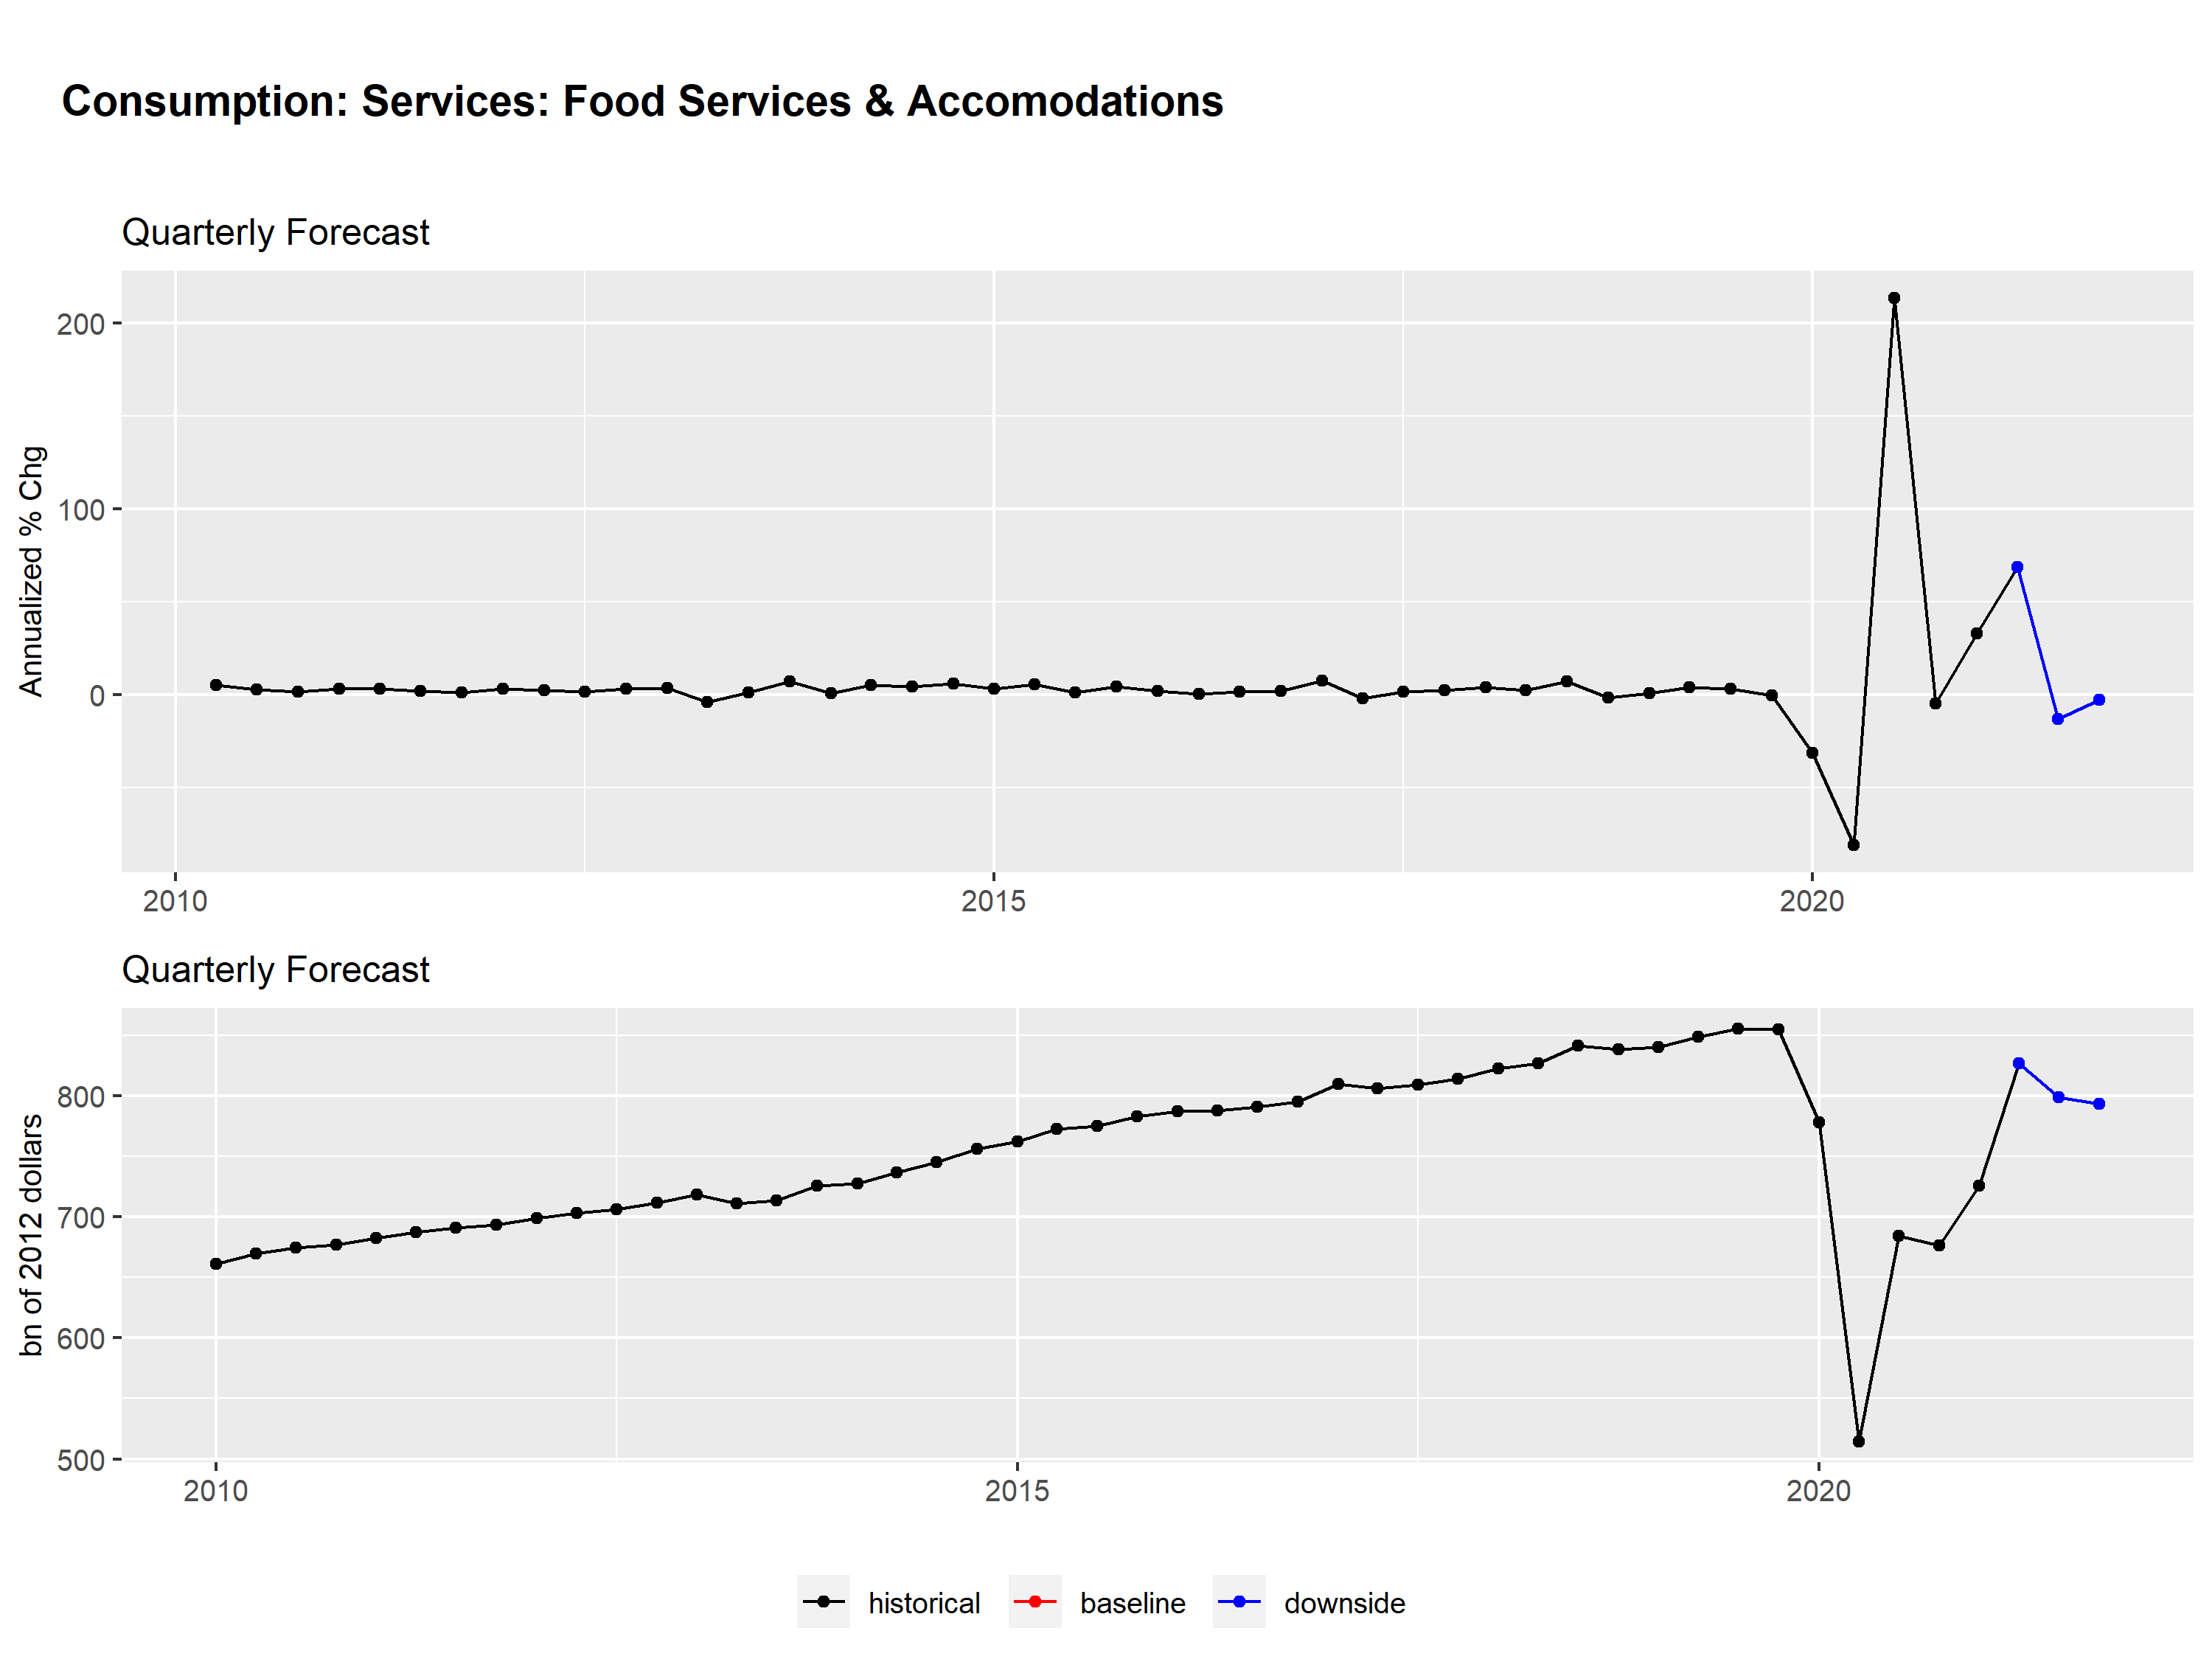 Consumption: Services: Food Services & Accomodations
Quarterly Forecast
Annualized % Chg
200
100
0
2010
2015
2020
Quarterly Forecast
bn of 2012 dollars
800
700
600
500
2010
2015
2020
historical
baseline
downside